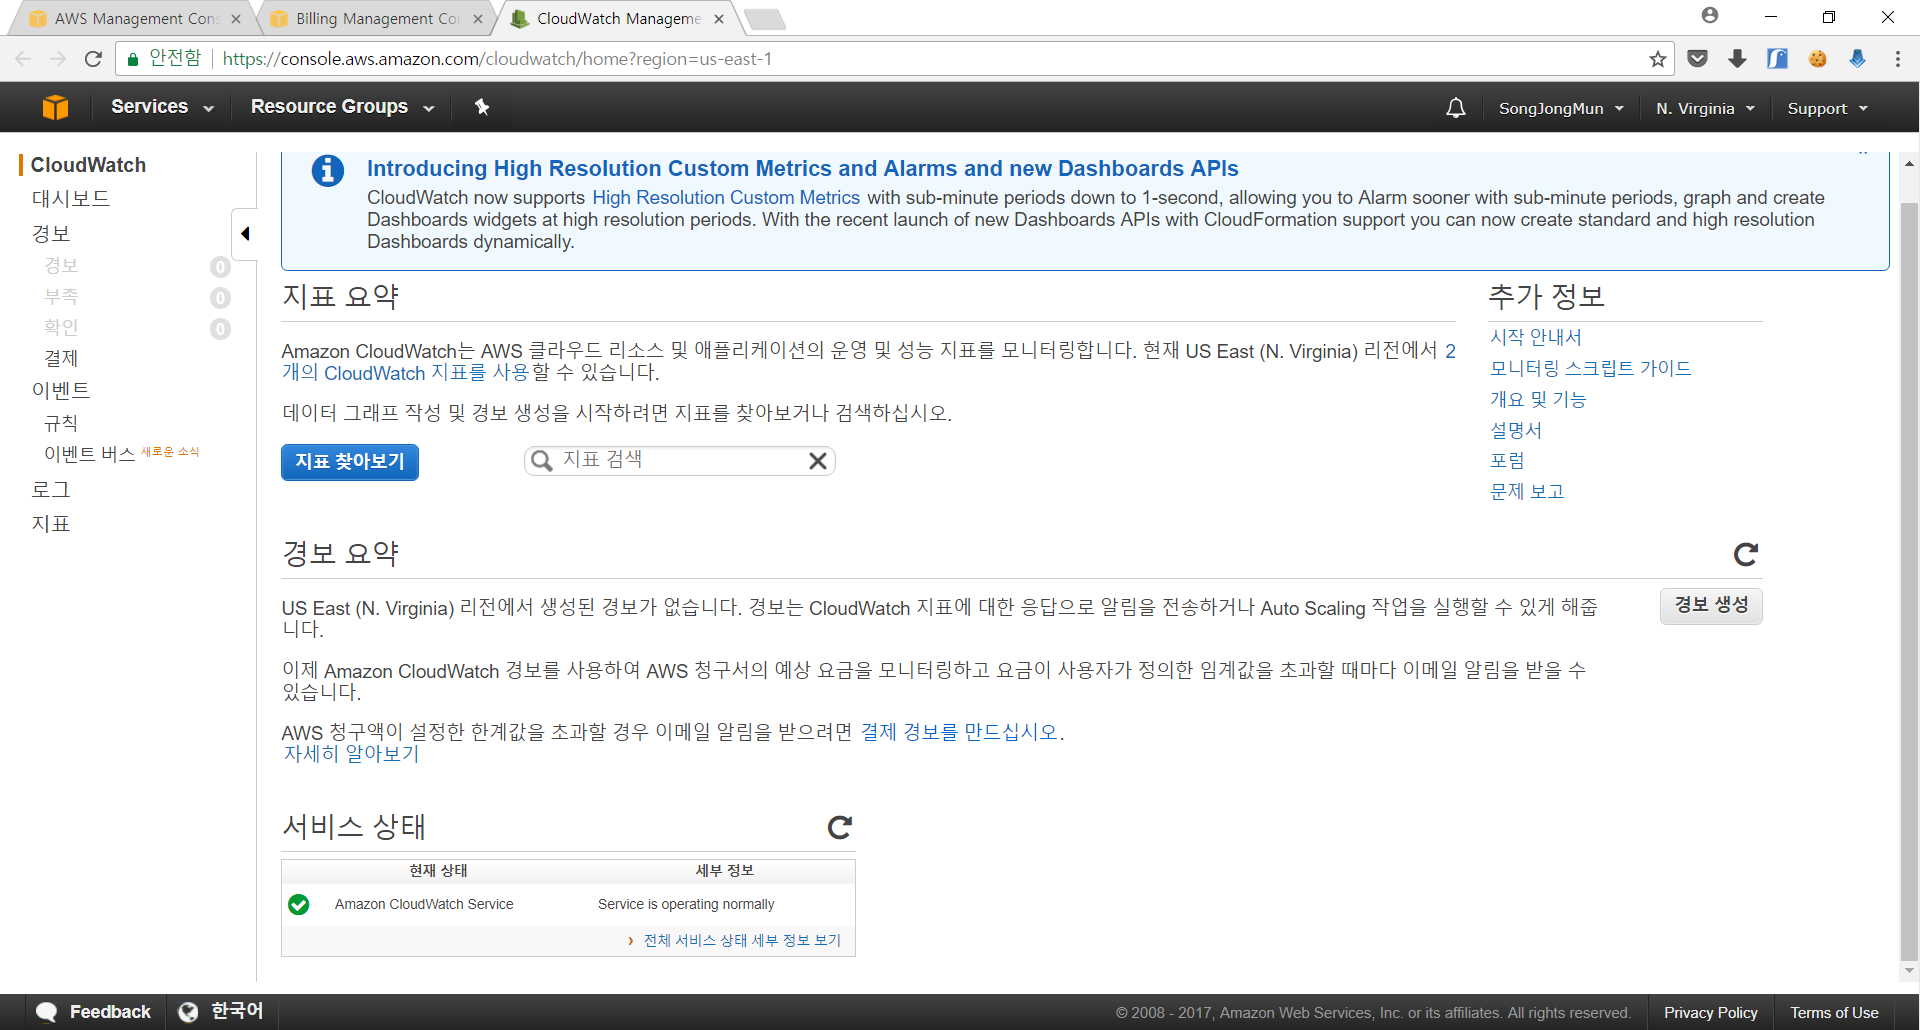 AWS Management Cons
Billing Management Con
CloudWatch Manageme
안전함
https://console.aws.amazon.com/cloudwatch/home?region=us-east-1
Services
Resource Groups
SongJongMun
N. Virginia
Support
CloudWatch
대시보드
경보
경보 0
부족 0
확인 0
결제
이벤트
규칙
이벤트 버스 새로운 소식
로그
지표
Introducing High Resolution Custom Metrics and Alarms and new Dashboards APIs
CloudWatch now supports High Resolution Custom Metrics with sub-minute periods down to 1-second, allowing you to Alarm sooner with sub-minute periods, graph and create
Dashboards widgets at high resolution periods. With the recent launch of new Dashboards APIs with CloudFormation support you can now create standard and high resolution
Dashboards dynamically.
지표 요약
Amazon CloudWatch는 AWS 클라우드 리소스 및 애플리케이션의 운영 및 성능 지표를 모니터링합니다. 현재 US East (N. Virginia) 리전에서 2
개의 CloudWatch 지표를 사용할 수 있습니다.
데이터 그래프 작성 및 경보 생성을 시작하려면 지표를 찾아보거나 검색하십시오.
지표 찾아보기
지표 검색
추가 정보
시작 안내서
모니터링 스크립트 가이드
개요 및 기능
설명서
포럼
문제 보고
경보 요약
US East (N. Virginia) 리전에서 생성된 경보가 없습니다. 경보는 CloudWatch 지표에 대한 응답으로 알림을 전송하거나 Auto Scaling 작업을 실행할 수 있게 해줍
니다.
경보 생성
이제 Amazon CloudWatch 경보를 사용하여 AWS 청구서의 예상 요금을 모니터링하고 요금이 사용자가 정의한 임계값을 초과할 때마다 이메일 알림을 받을 수
있습니다.
AWS 청구액이 설정한 한계값을 초과할 경우 이메일 알림을 받으려면 결제 경보를 만드십시오.
자세히 알아보기
서비스 상태
현재 상태 세부 정보
Amazon CloudWatch Service Service is operating normally
전체 서비스 상태 세부 정보 보기
Feedback
한국어
© 2008 - 2017, Amazon Web Services, Inc. or its affiliates. All rights reserved.
Privacy Policy
Terms of Use